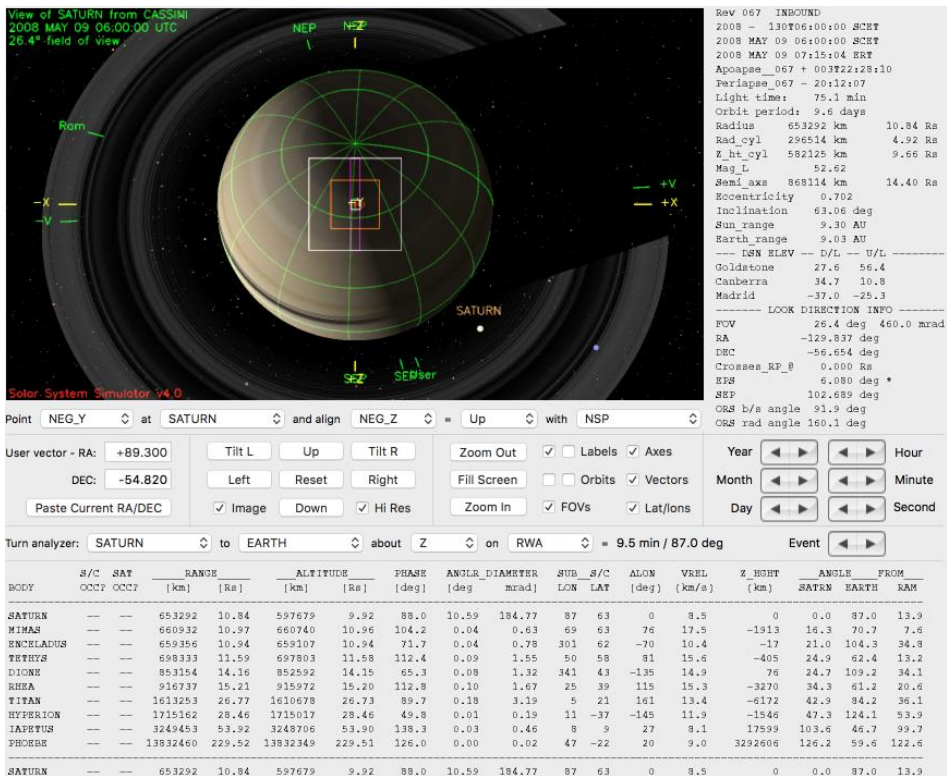 View of SATURN from CASSINI
2008 MAY 09 06:00:00 UTC
26.4° field of view
NEP
+Z
Ram
-X
-V
-Y
+V
+X
SATURN
SEP
User
Solar System Simulator v4.0
Rev 067 INBOUND
2008 - 130T06:00:00 SCET
2008 MAY 09 06:00:00 SCET
2008 MAY 09 07:15:04 ERT
Apoapse_067 + 003T22:28:10
Periapse_067 - 20:12:07
Light time: 75.1 min
Orbit period: 9.6 days
Radius 653292 km 10.84 Rs
Rad_cyl 296514 km 4.92 Rs
Z_ht_cyl 582125 km 9.66 Rs
Mag_L 52.62
Semi_axs 868114 km 14.40 Rs
Eccentricity 0.702
Inclination 63.06 deg
Sun_range 9.30 AU
Earth_range 9.03 AU
--- DSN ELEV -- D/L -- U/L --------
Goldstone 27.6 56.4
Canberra 34.7 10.8
Madrid -37.0 -25.3
------- LOOK DIRECTION INFO -------
FOV 26.4 deg 460.0 mrad
RA -129.837 deg
DEC -56.654 deg
Crosses_RP_@ 0.000 Rs
EPS 6.080 deg *
SEP 102.689 deg
ORS b/s angle 91.9 deg
ORS rad angle 160.1 deg
Point NEG_Y at SATURN and align NEG_Z = Up with NSP
User vector - RA: +89.300 Tilt L Up Tilt R Zoom Out Labels Axes Year Hour
DEC: -54.820 Left Reset Right Fill Screen Orbits Vectors Month Minute
Paste Current RA/DEC Image Down Hi Res Zoom In FOVs Lat/lons Day Second
Turn analyzer: SATURN to EARTH about Z on RWA = 9.5 min / 87.0 deg Event
S/C SAT RANGE ALTITUDE PHASE ANGLR_DIAMETER SUB_S/C ΔLON VREL Z_HGHT ANGLE FROM
BODY OCC? OCC? [km] [Rs] [km] [Rs] [deg] [deg mrad] LON LAT [deg] (km/s) (km) SATRN EARTH RAM
SATURN -- -- 653292 10.84 597679 9.92 88.0 10.59 184.77 87 63 0 8.5 0 0.0 87.0 13.9
MIMAS -- -- 660932 10.97 660740 10.96 104.2 0.04 0.63 69 63 76 17.5 -1913 16.3 70.7 7.6
ENCELADUS -- -- 659356 10.94 659107 10.94 71.7 0.04 0.78 301 62 -70 10.4 -17 21.0 104.3 34.8
TETHYS -- -- 698333 11.59 697803 11.58 112.4 0.09 1.55 50 58 81 15.6 -405 24.9 62.4 13.2
DIONE -- -- 853154 14.16 852592 14.15 65.3 0.08 1.32 341 43 -135 14.9 76 24.7 109.2 34.1
RHEA -- -- 916737 15.21 915972 15.20 112.8 0.10 1.67 25 39 115 15.3 -3270 34.3 61.2 20.6
TITAN -- -- 1613253 26.77 1610678 26.73 89.7 0.18 3.19 5 21 161 13.4 -6172 42.9 84.2 36.1
HYPERION -- -- 1715162 28.46 1715017 28.46 49.8 0.01 0.19 11 -37 -145 11.9 -1546 47.3 124.1 53.9
IAPETUS -- -- 3249453 53.92 3248706 53.90 138.3 0.03 0.46 8 9 27 8.1 17599 103.6 46.7 99.7
PHOEBE -- -- 13832460 229.52 13832349 229.51 126.0 0.00 0.02 47 -22 20 9.0 3292606 126.2 59.6 122.6
SATURN -- -- 653292 10.84 597679 9.92 88.0 10.59 184.77 87 63 0 8.5 0 0.0 87.0 13.9